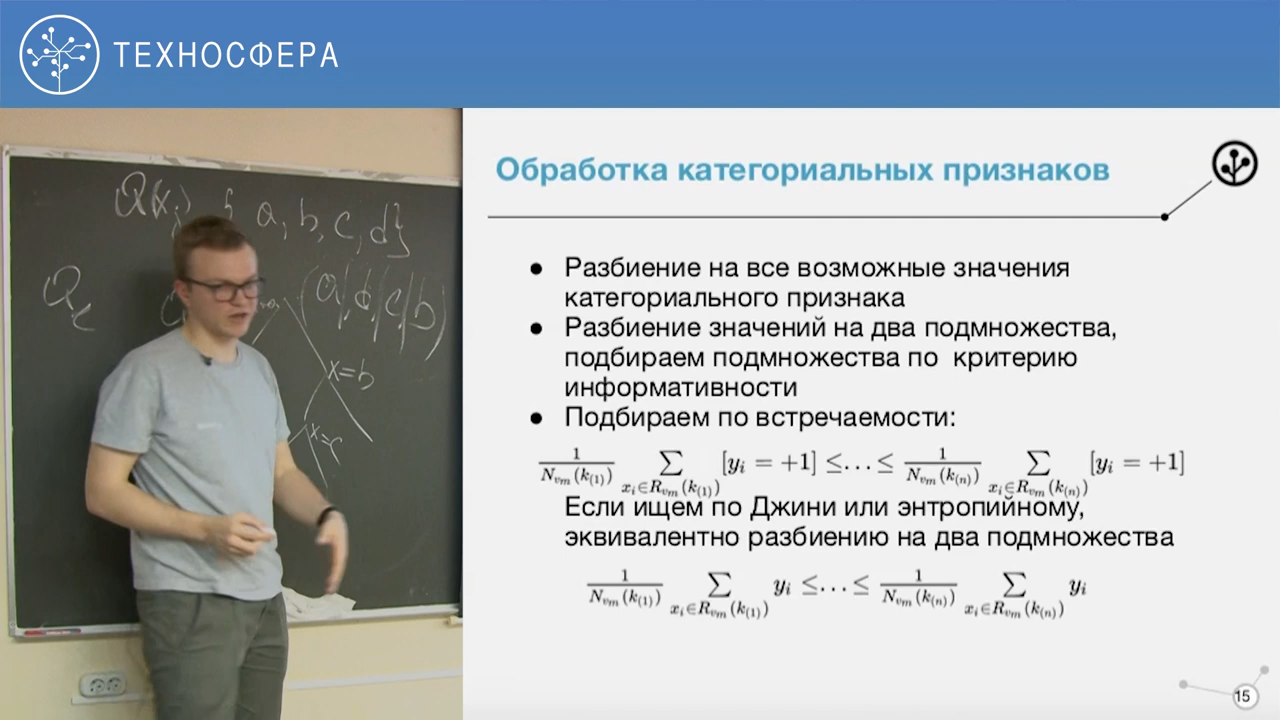 ТЕХНОСФЕРА
Q(x_j) { a, b, c, d}
Q_c
(a|d|c|b)
x=b
x=c
Обработка категориальных признаков
● Разбиение на все возможные значения
категориального признака
● Разбиение значений на два подмножества,
подбираем подмножества по критерию
информативности
● Подбираем по встречаемости:
1/N_{v_m}(k_{(1)}) ∑_{x_i∈R_{v_m}(k_{(1)})} [y_i = +1] ≤...≤ 1/N_{v_m}(k_{(n)}) ∑_{x_i∈R_{v_m}(k_{(n)})} [y_i = +1]
Если ищем по Джини или энтропийному,
эквивалентно разбиению на два подмножества
1/N_{v_m}(k_{(1)}) ∑_{x_i∈R_{v_m}(k_{(1)})} y_i ≤...≤ 1/N_{v_m}(k_{(n)}) ∑_{x_i∈R_{v_m}(k_{(n)})} y_i
15